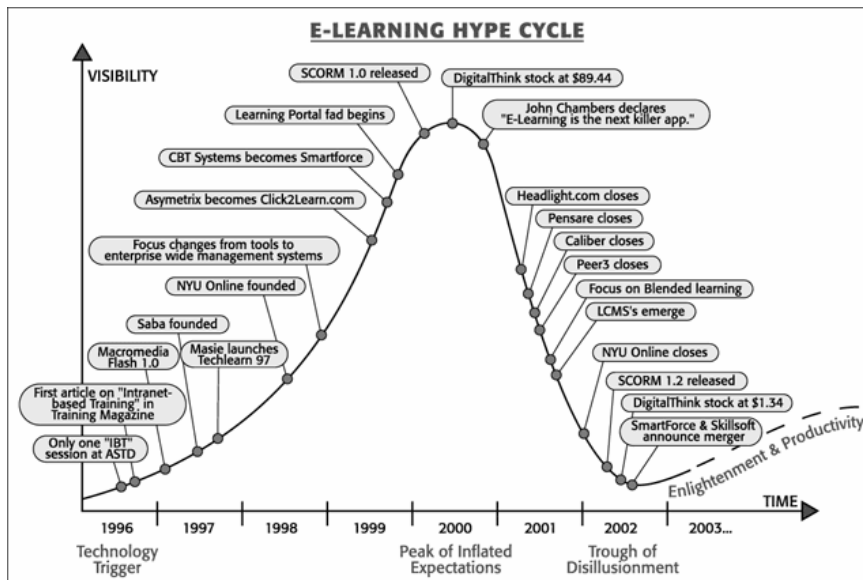 E-LEARNING HYPE CYCLE
VISIBILITY
SCORM 1.0 released
DigitalThink stock at $89.44
Learning Portal fad begins
John Chambers declares
"E-Learning is the next killer app."
CBT Systems becomes Smartforce
Asymetrix becomes Click2Learn.com
Headlight.com closes
Pensare closes
Focus changes from tools to
enterprise wide management systems
Caliber closes
Peer3 closes
NYU Online founded
Focus on Blended learning
LCMS's emerge
Saba founded
Macromedia
Flash 1.0
Masie launches
Techlearn 97
NYU Online closes
SCORM 1.2 released
First article on "Intranet-
based Training" in
Training Magazine
DigitalThink stock at $1.34
SmartForce & Skillsoft
announce merger
Only one "IBT"
session at ASTD
Enlightenment & Productivity
TIME
1996 1997 1998 1999 2000 2001 2002 2003...
Technology
Trigger
Peak of Inflated
Expectations
Trough of
Disillusionment